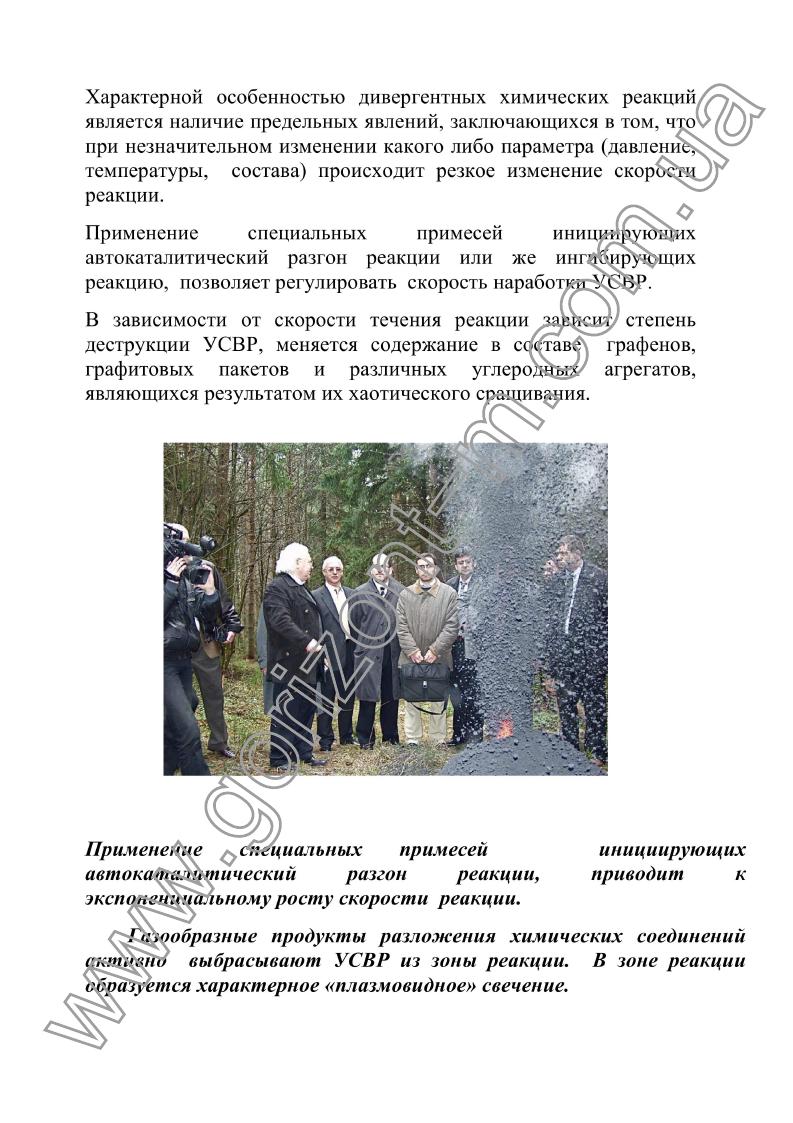 Характерной особенностью дивергентных химических реакций
является наличие предельных явлений, заключающихся в том, что
при незначительном изменении какого либо параметра (давление,
температуры, состава) происходит резкое изменение скорости
реакции.
Применение специальных примесей инициирующих
автокаталитический разгон реакции или же ингибирующих
реакцию, позволяет регулировать скорость наработки УСВР.
В зависимости от скорости течения реакции зависит степень
деструкции УСВР, меняется содержание в составе графенов,
графитовых пакетов и различных углеродных агрегатов,
являющихся результатом их хаотического сращивания.
Применение специальных примесей инициирующих
автокаталитический разгон реакции, приводит к
экспоненциальному росту скорости реакции.
Газообразные продукты разложения химических соединений
активно выбрасывают УСВР из зоны реакции. В зоне реакции
образуется характерное «плазмовидное» свечение.
www.gorizont-m.com.ua